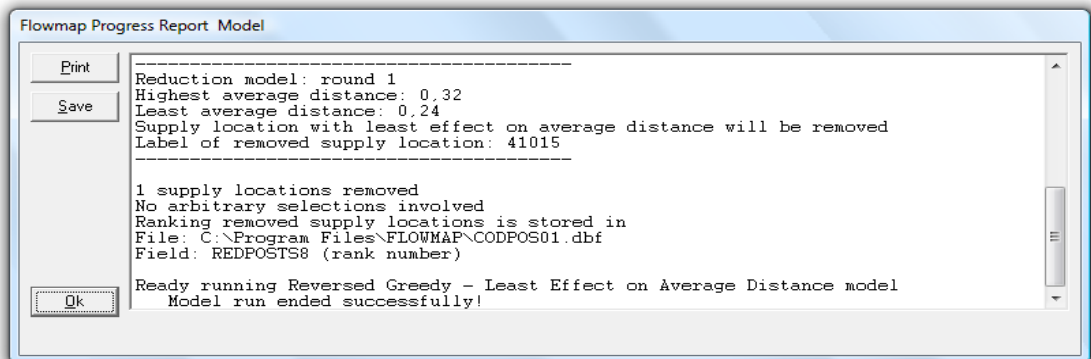 Flowmap Progress Report Model
Print
Save
Ok
------------------------------------------
Reduction model: round 1
Highest average distance: 0,32
Least average distance: 0,24
Supply location with least effect on average distance will be removed
Label of removed supply location: 41015
------------------------------------------
1 supply locations removed
No arbitrary selections involved
Ranking removed supply locations is stored in
File: C:\Program Files\FLOWMAP\CODPOS01.dbf
Field: REDPOSTS8 (rank number)
Ready running Reversed Greedy - Least Effect on Average Distance model
Model run ended successfully!